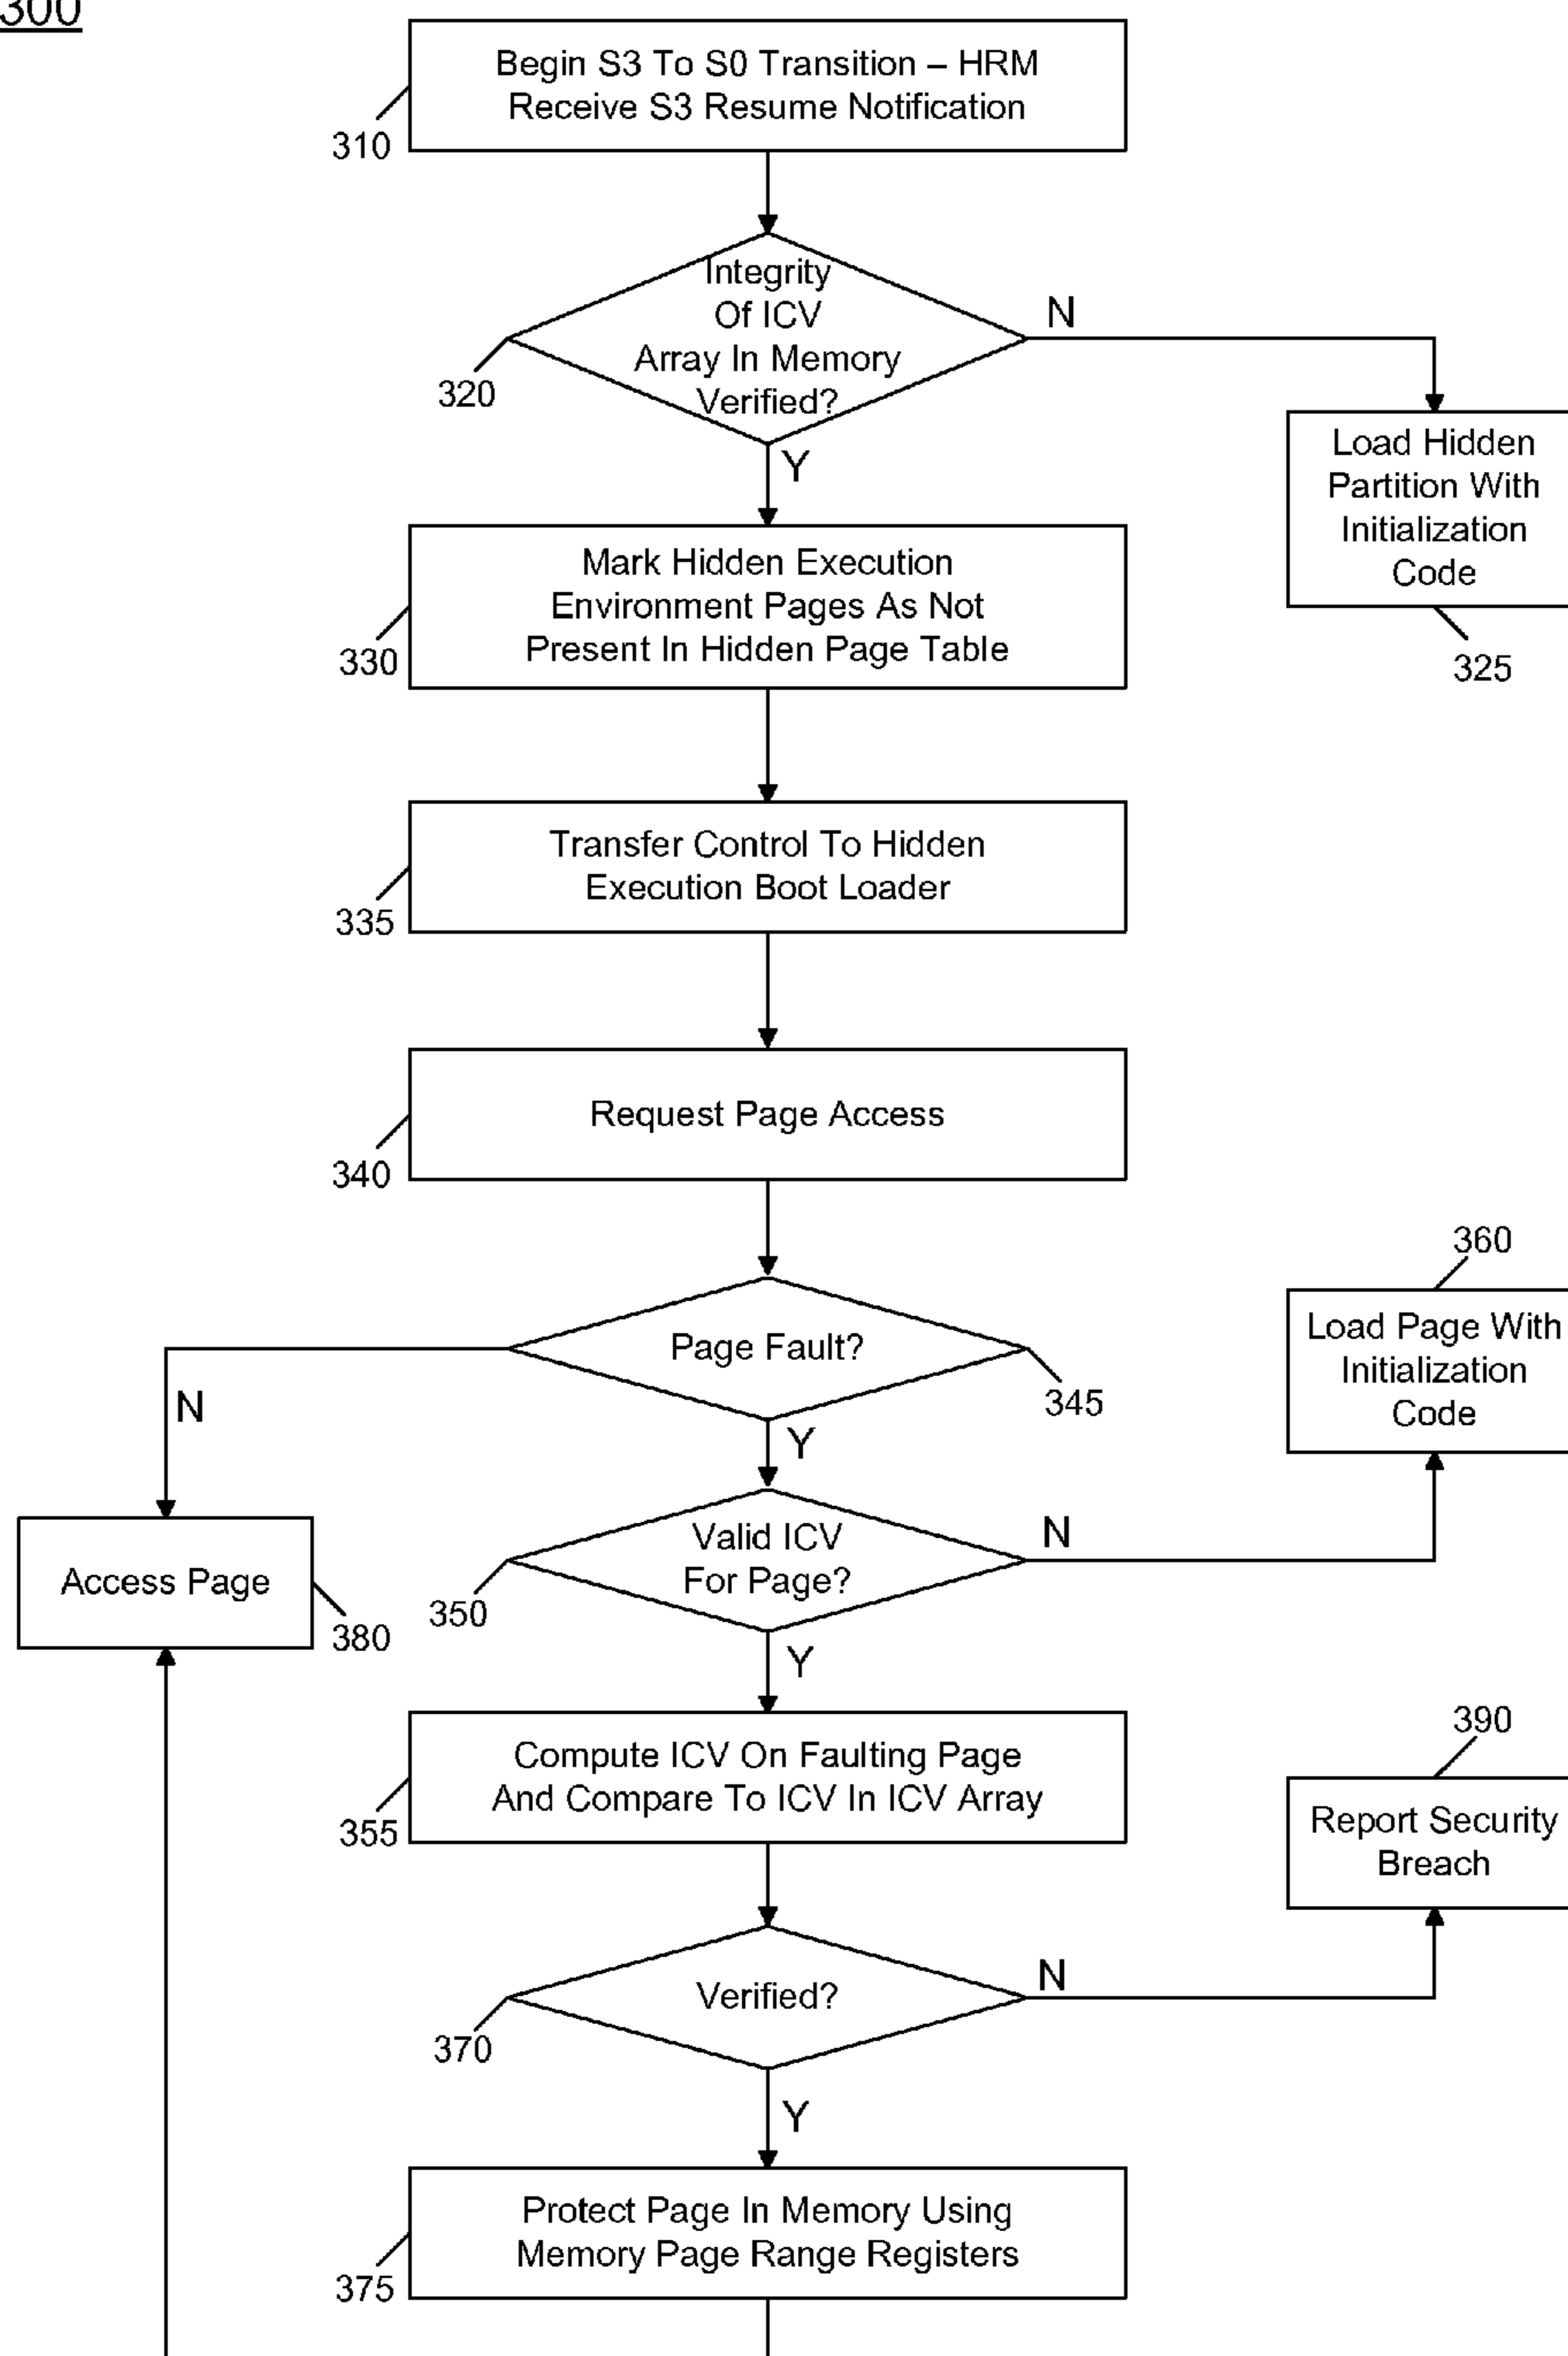 300
Begin S3 To S0 Transition – HRM
Receive S3 Resume Notification
310
Integrity
Of ICV
Array In Memory
Verified?
N
320
Y
Load Hidden
Partition With
Initialization
Code
325
Mark Hidden Execution
Environment Pages As Not
Present In Hidden Page Table
330
Transfer Control To Hidden
Execution Boot Loader
335
Request Page Access
340
Page Fault?
345
N
Y
360
Load Page With
Initialization
Code
Valid ICV
For Page?
N
350
Y
Access Page
380
Compute ICV On Faulting Page
And Compare To ICV In ICV Array
355
390
Report Security
Breach
Verified?
N
370
Y
Protect Page In Memory Using
Memory Page Range Registers
375